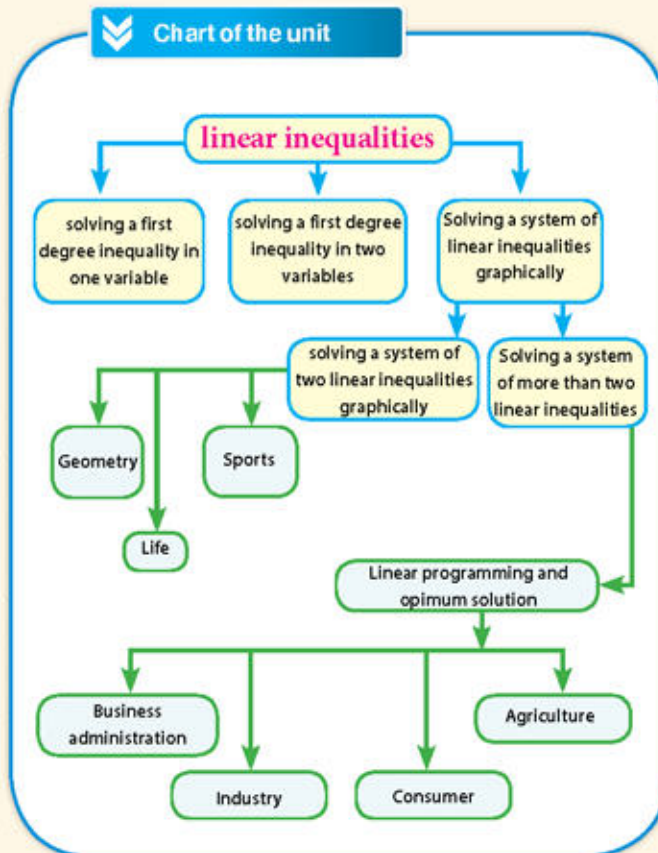 Chart of the unit
linear inequalities
solving a first
degree inequality in
one variable
solving a first degree
inequality in two
variables
Solving a system of
linear inequalities
graphically
solving a system of
two linear inequalities
graphically
Solving a system
of more than two
linear inequalities
Geometry
Sports
Life
Linear programming and
opimum solution
Business
administration
Agriculture
Industry
Consumer